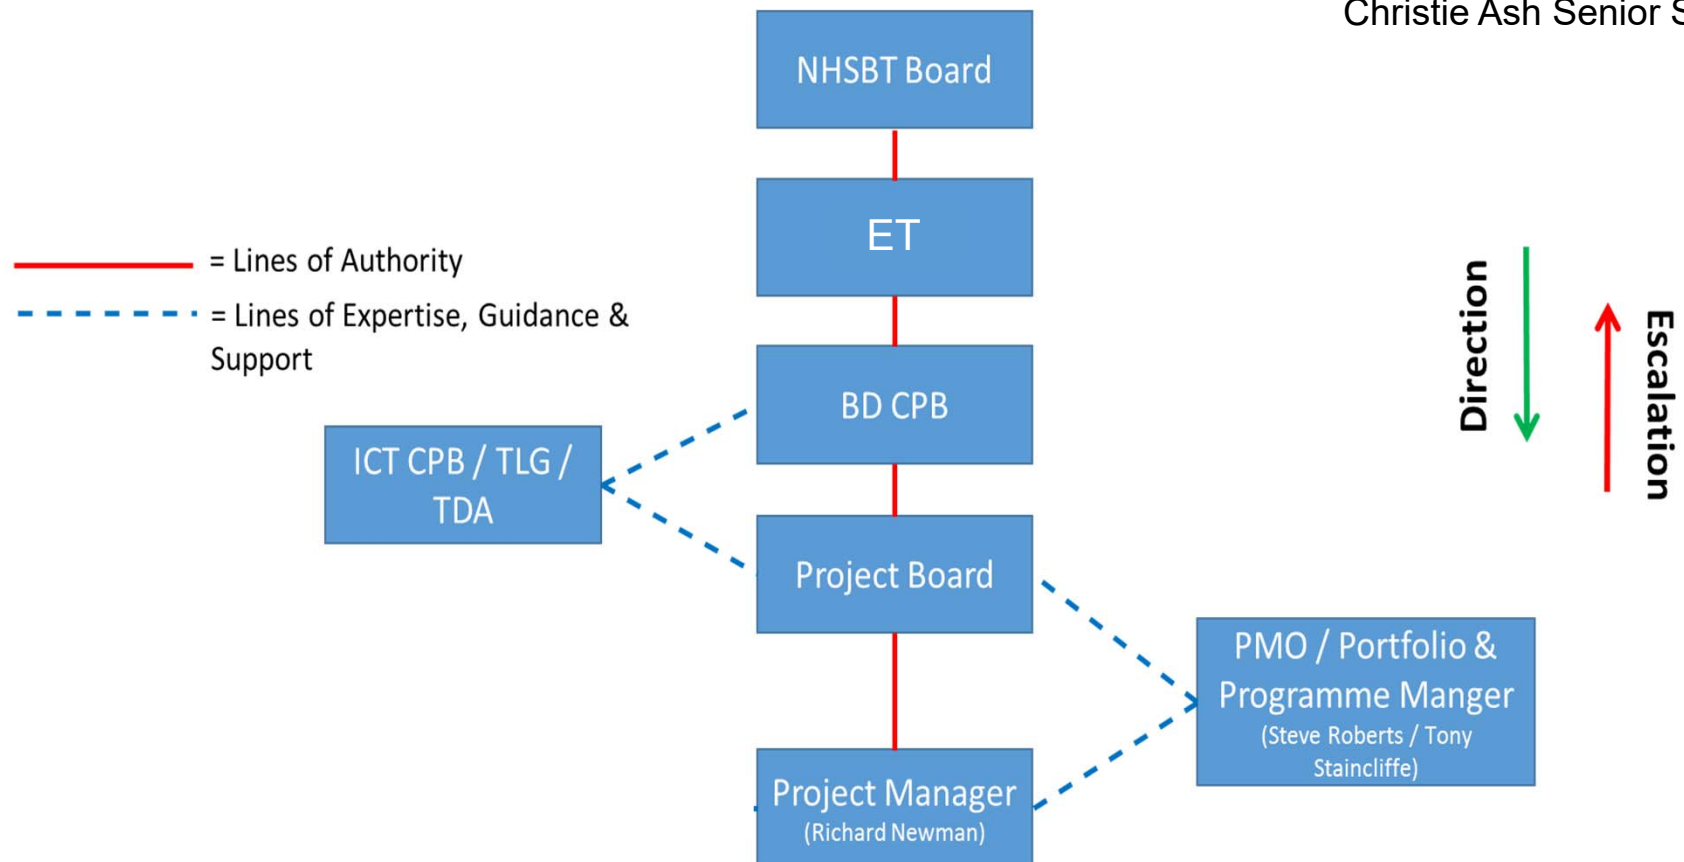 Christie Ash Senior S
NHSBT Board
ET
= Lines of Authority
= Lines of Expertise, Guidance &
Support
BD CPB
ICT CPB / TLG /
TDA
Project Board
Direction
Escalation
PMO / Portfolio &
Programme Manger
(Steve Roberts / Tony
Staincliffe)
Project Manager
(Richard Newman)